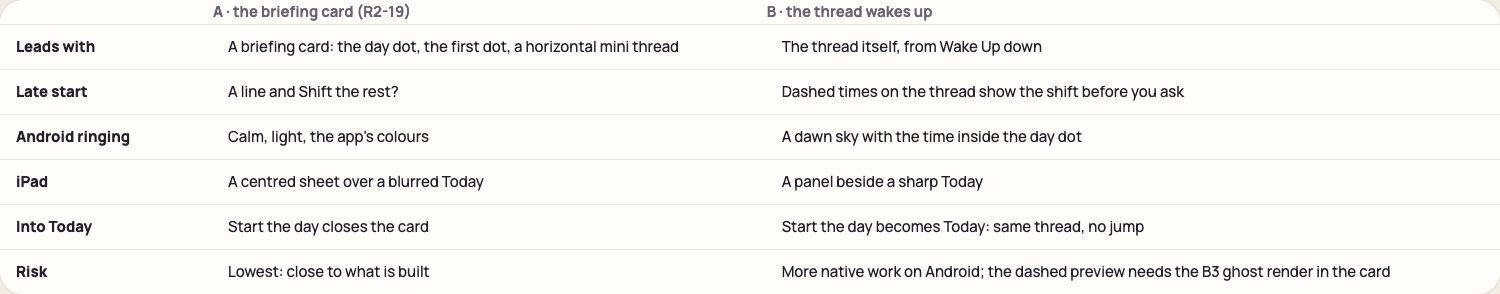 A · the briefing card (R2-19) B · the thread wakes up
Leads with A briefing card: the day dot, the first dot, a horizontal mini thread The thread itself, from Wake Up down
Late start A line and Shift the rest? Dashed times on the thread show the shift before you ask
Android ringing Calm, light, the app's colours A dawn sky with the time inside the day dot
iPad A centred sheet over a blurred Today A panel beside a sharp Today
Into Today Start the day closes the card Start the day becomes Today: same thread, no jump
Risk Lowest: close to what is built More native work on Android; the dashed preview needs the B3 ghost render in the card